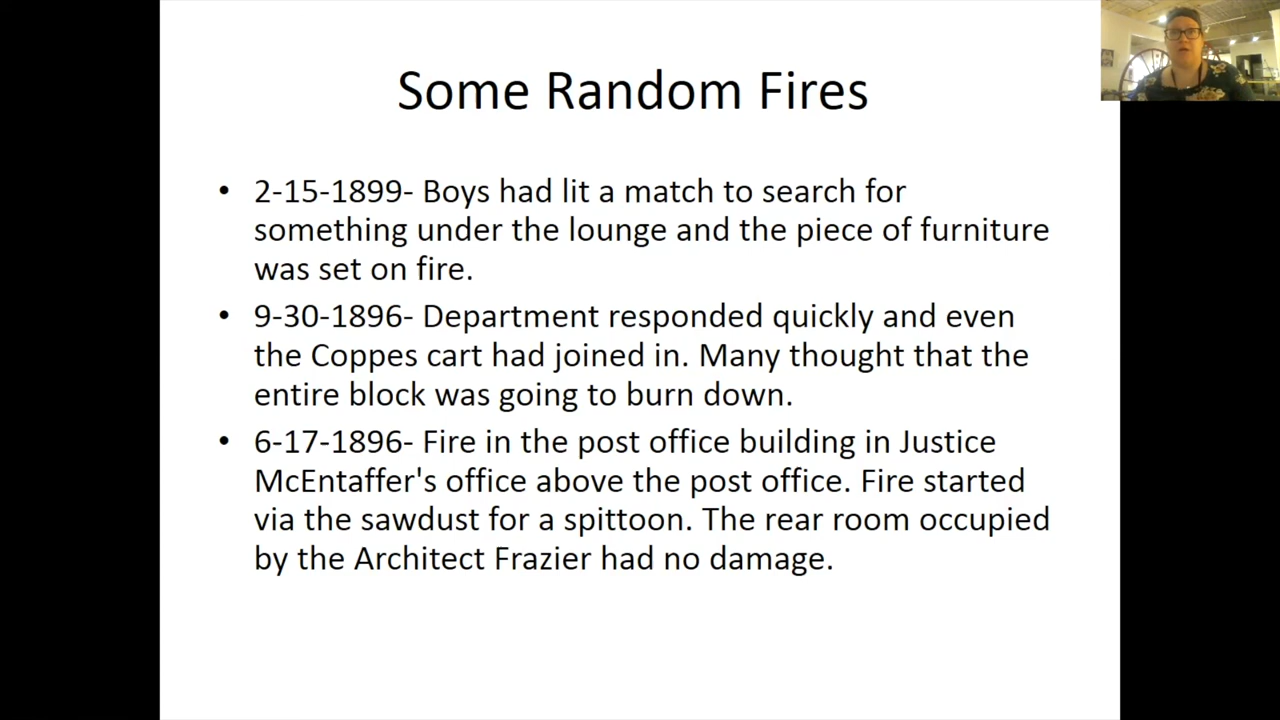 Some Random Fires
• 2-15-1899- Boys had lit a match to search for
something under the lounge and the piece of furniture
was set on fire.
• 9-30-1896- Department responded quickly and even
the Coppes cart had joined in. Many thought that the
entire block was going to burn down.
• 6-17-1896- Fire in the post office building in Justice
McEntaffer's office above the post office. Fire started
via the sawdust for a spittoon. The rear room occupied
by the Architect Frazier had no damage.